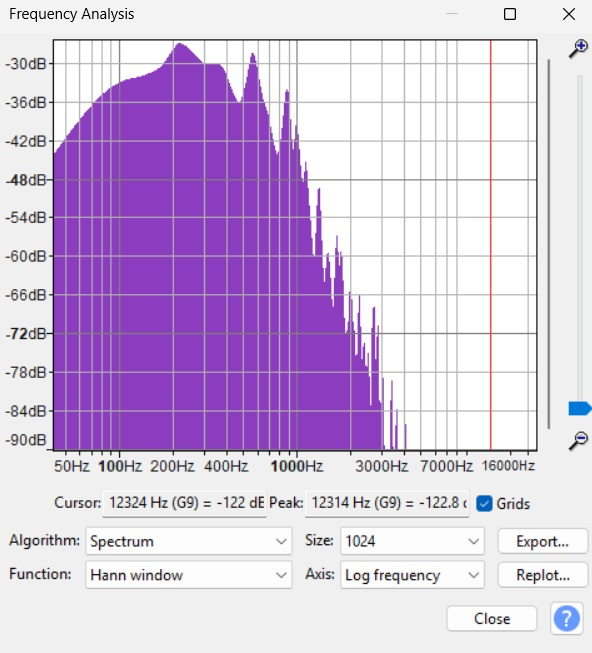 Frequency Analysis
-30dB
-36dB
-42dB
-48dB
-54dB
-60dB
-66dB
-72dB
-78dB
-84dB
-90dB
50Hz 100Hz 200Hz 400Hz 1000Hz 3000Hz 7000Hz 16000Hz
Cursor: 12324 Hz (G9) = -122 dE Peak: 12314 Hz (G9) = -122.8 c Grids
Algorithm: Spectrum Size: 1024 Export...
Function: Hann window Axis: Log frequency Replot...
Close ?